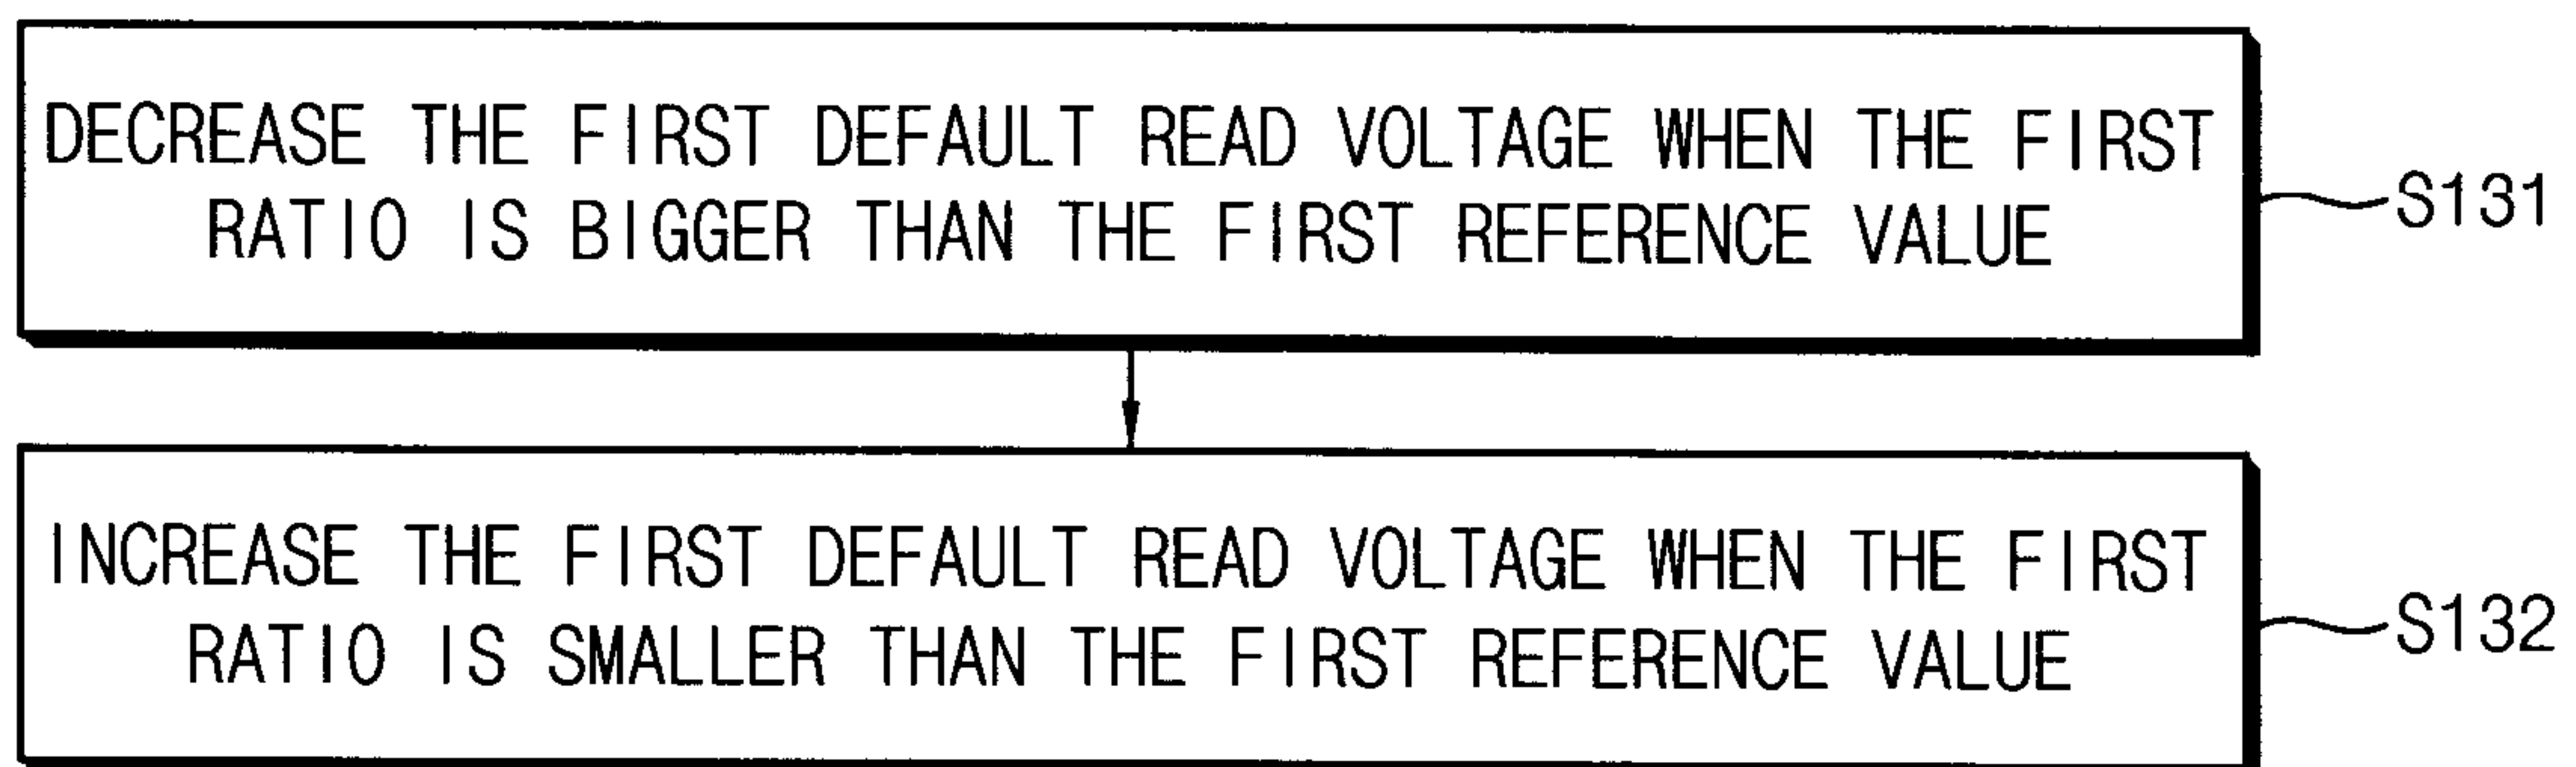 DECREASE THE FIRST DEFAULT READ VOLTAGE WHEN THE FIRST
RATIO IS BIGGER THAN THE FIRST REFERENCE VALUE
S131
INCREASE THE FIRST DEFAULT READ VOLTAGE WHEN THE FIRST
RATIO IS SMALLER THAN THE FIRST REFERENCE VALUE
S132